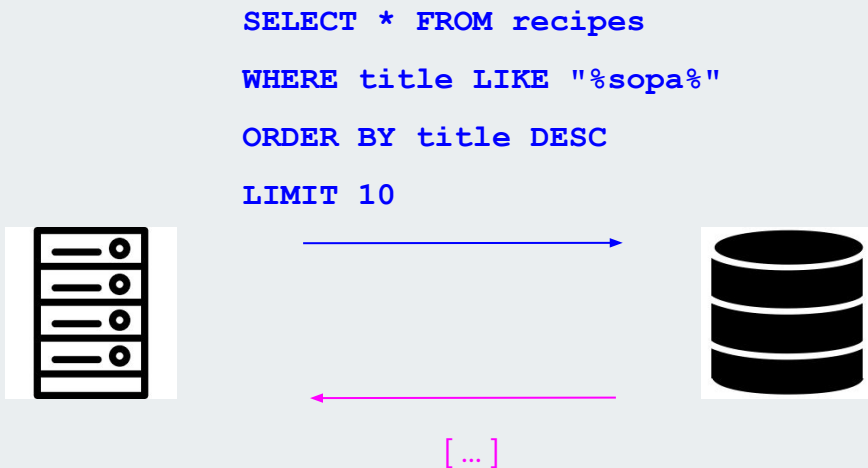 SELECT * FROM recipes
WHERE title LIKE "%sopa%"
ORDER BY title DESC
LIMIT 10
[ ... ]